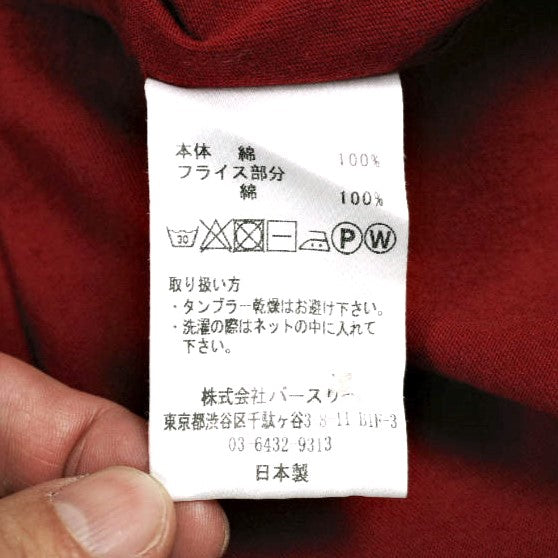 本体 綿 100%
フライス部分
綿 100%
30 P W
取り扱い方
・タンブラー乾燥はお避け下さい。
・洗濯の際はネットの中に入れて
下さい。
株式会社バースリー
東京都渋谷区千駄ヶ谷3-8-11 B1F-3
03-6432-9313
日本製